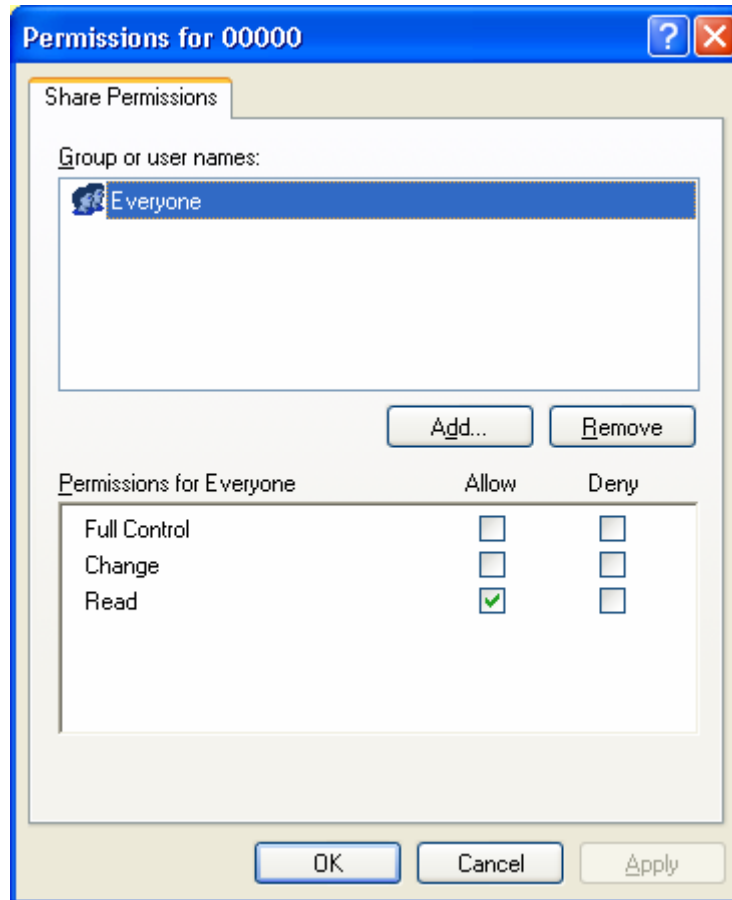 Permissions for 00000
Share Permissions
Group or user names:
Everyone
Add... Remove
Permissions for Everyone Allow Deny
Full Control
Change
Read
OK Cancel Apply